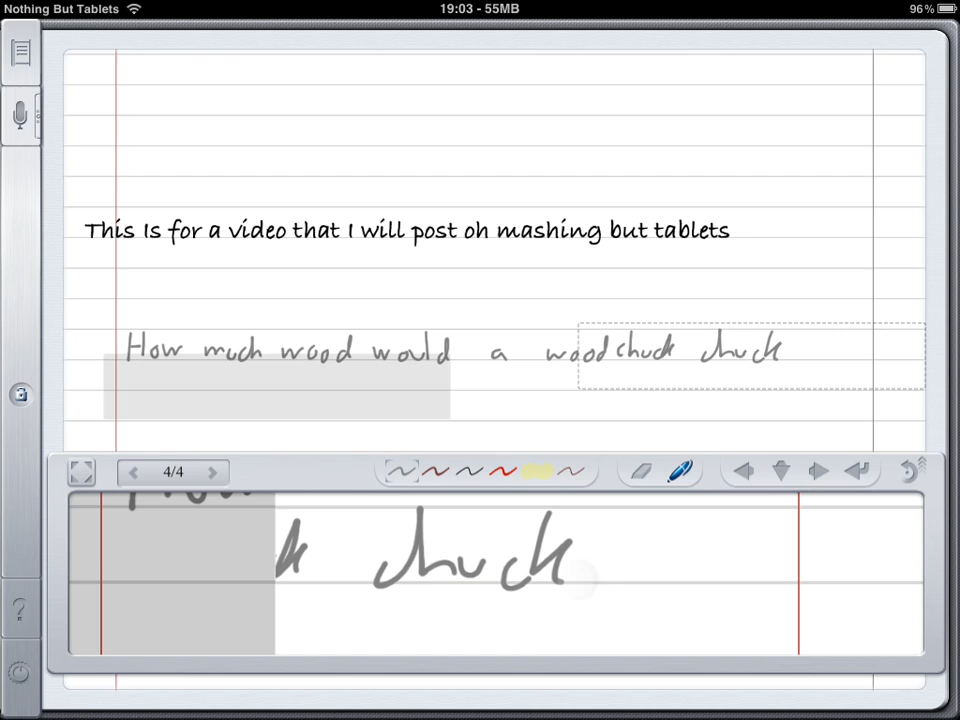 Nothing But Tablets 19:03 - 55MB 96%
This Is for a video that I will post oh mashing but tablets
How much wood would a woodchuck chuck
4/4
k chuck
?